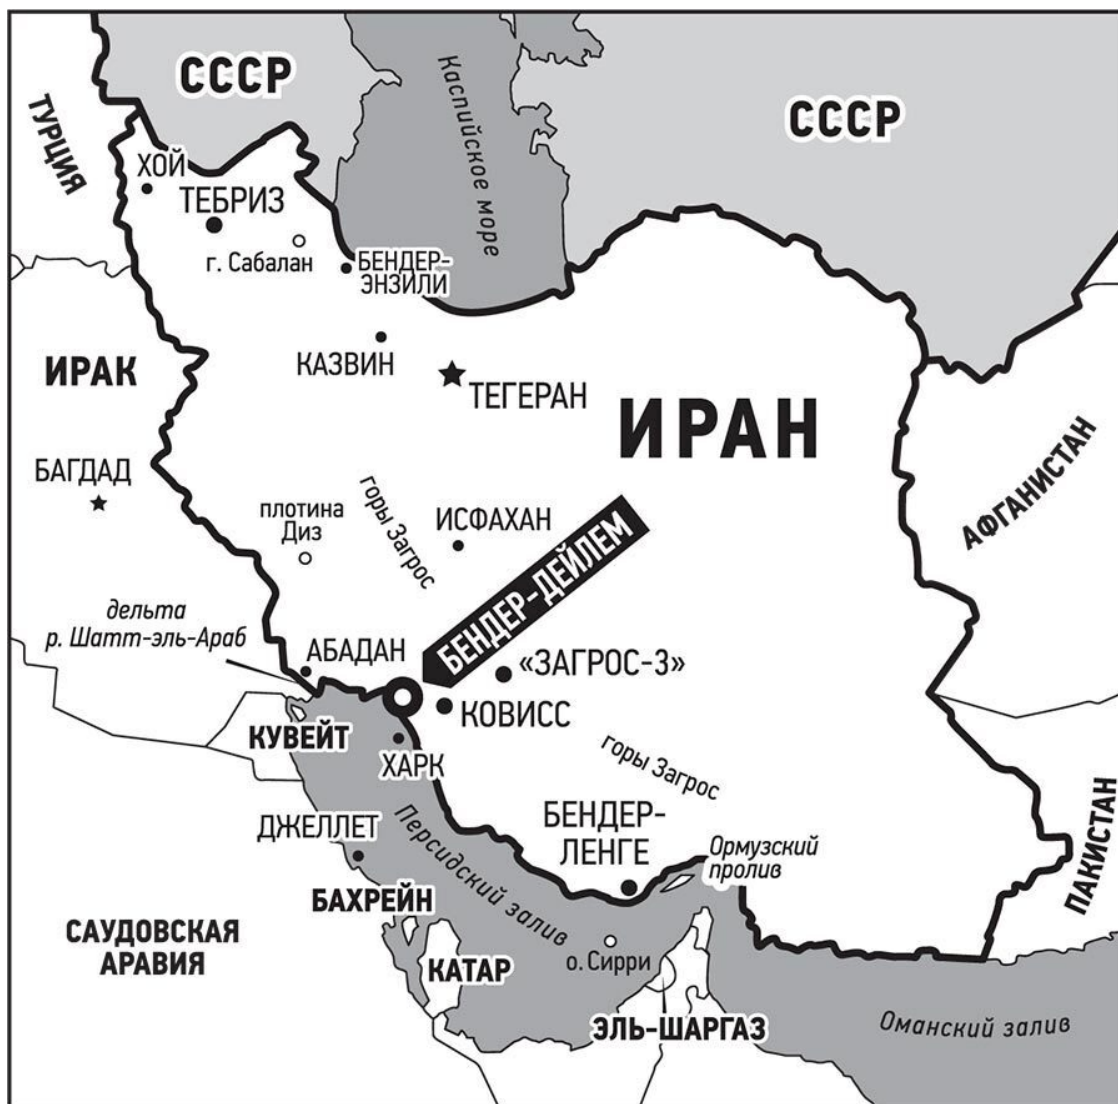 СССР
Каспийское море
СССР
ТУРЦИЯ
ХОЙ
ТЕБРИЗ
г. Сабалан
БЕНДЕР-
ЭНЗИЛИ
КАЗВИН
ТЕГЕРАН
ИРАН
ИРАК
БАГДАД
АФГАНИСТАН
плотина
Диз
горы Загрос
ИСФАХАН
БЕНДЕР-ДЕЙЛЕМ
дельта
р. Шатт-эль-Араб
АБАДАН
«ЗАГРОС-3»
КОВИСС
КУВЕЙТ
ХАРК
горы Загрос
ДЖЕЛЛЕТ
Персидский залив
БЕНДЕР-
ЛЕНГЕ
Ормузский
пролив
ПАКИСТАН
БАХРЕЙН
САУДОВСКАЯ
АРАВИЯ
КАТАР
о. Сирри
ЭЛЬ-ШАРГАЗ
Оманский залив